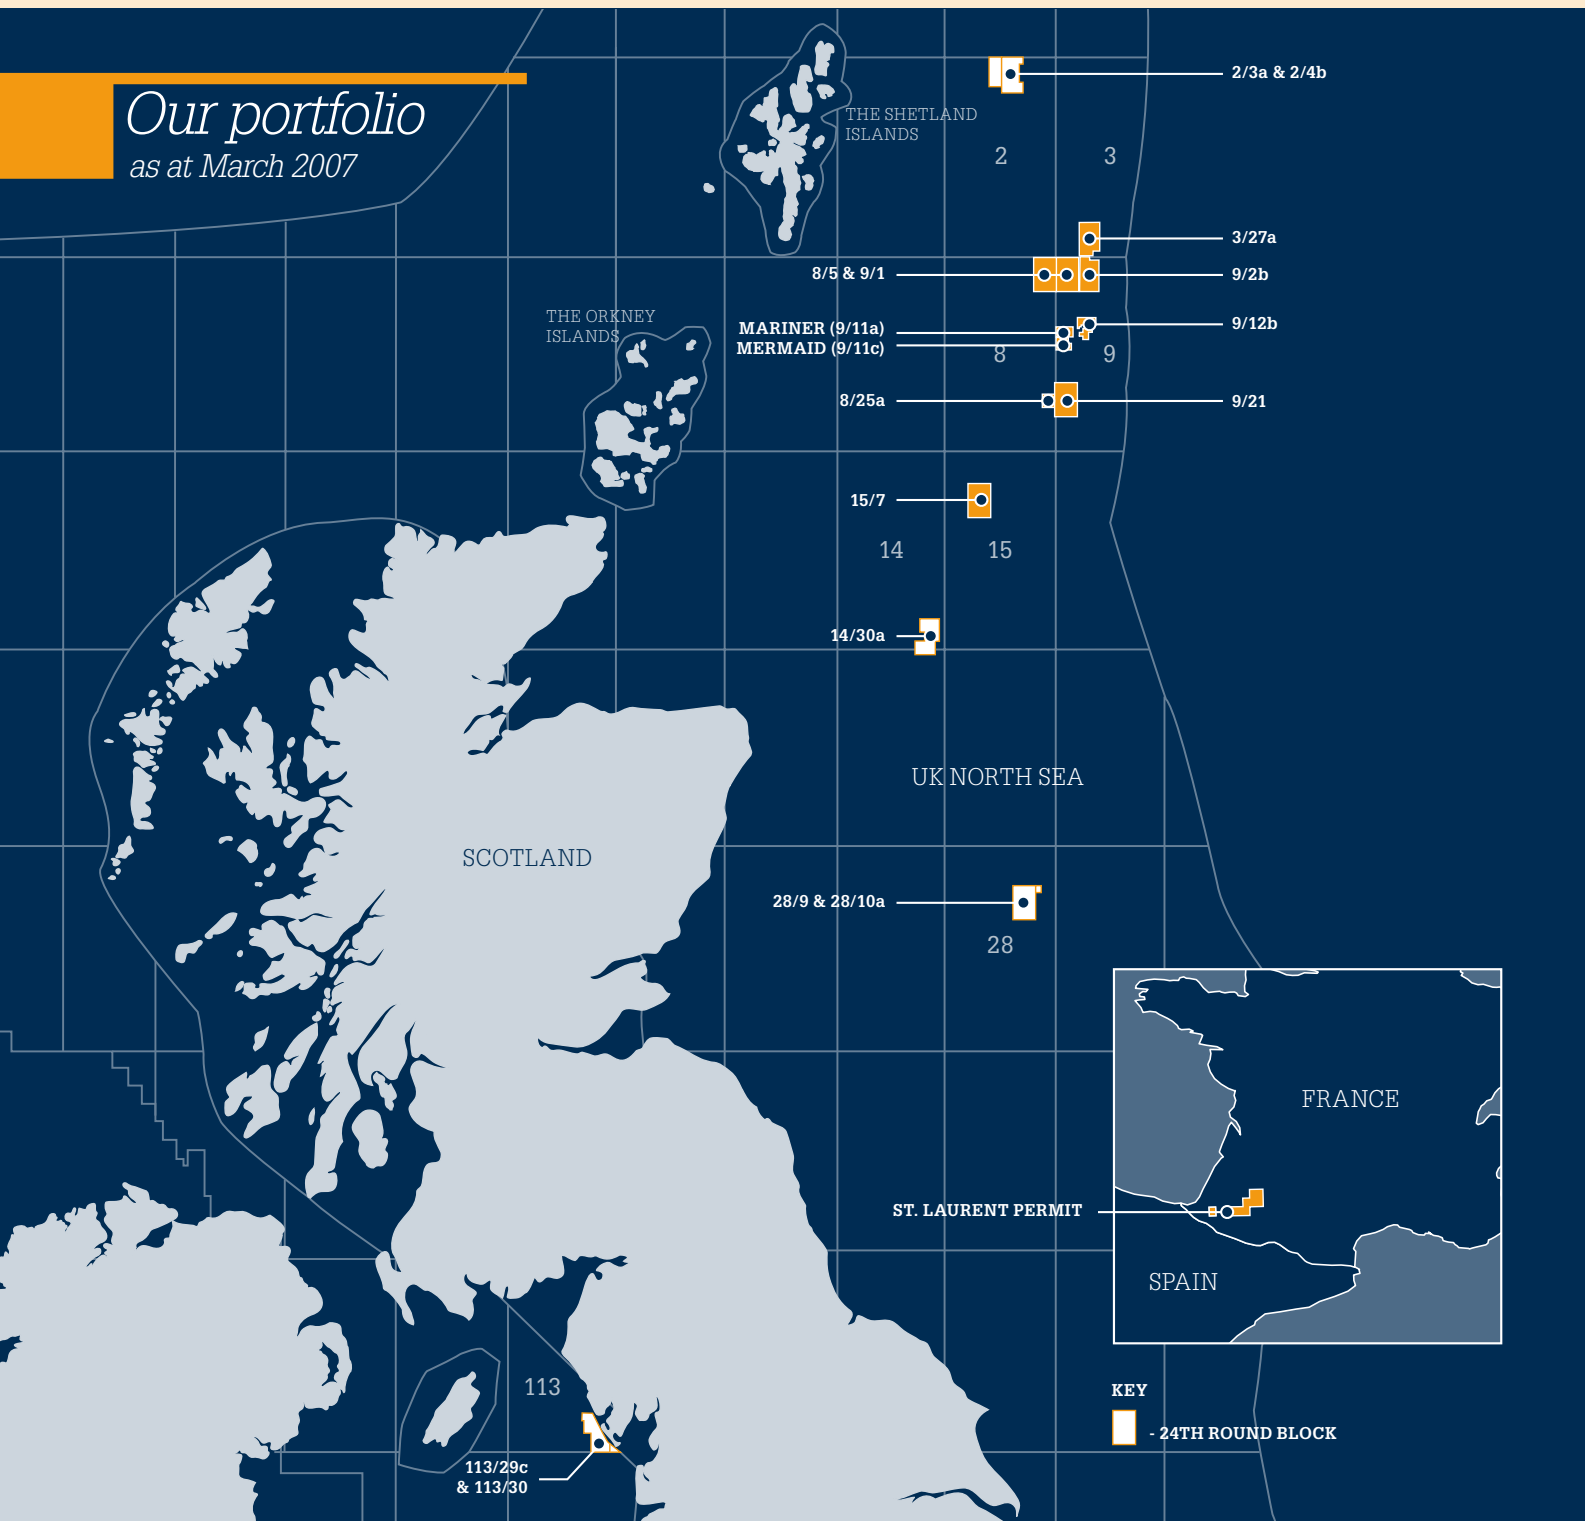 Our portfolio
as at March 2007
2/3a & 2/4b
THE SHETLAND
ISLANDS
2
3
3/27a
8/5 & 9/1
9/2b
THE ORKNEY
ISLANDS
MARINER (9/11a)
9/12b
MERMAID (9/11c)
8
9
8/25a
9/21
15/7
14
15
14/30a
UK NORTH SEA
SCOTLAND
28/9 & 28/10a
28
FRANCE
ST. LAURENT PERMIT
SPAIN
113
KEY
- 24TH ROUND BLOCK
113/29c
& 113/30